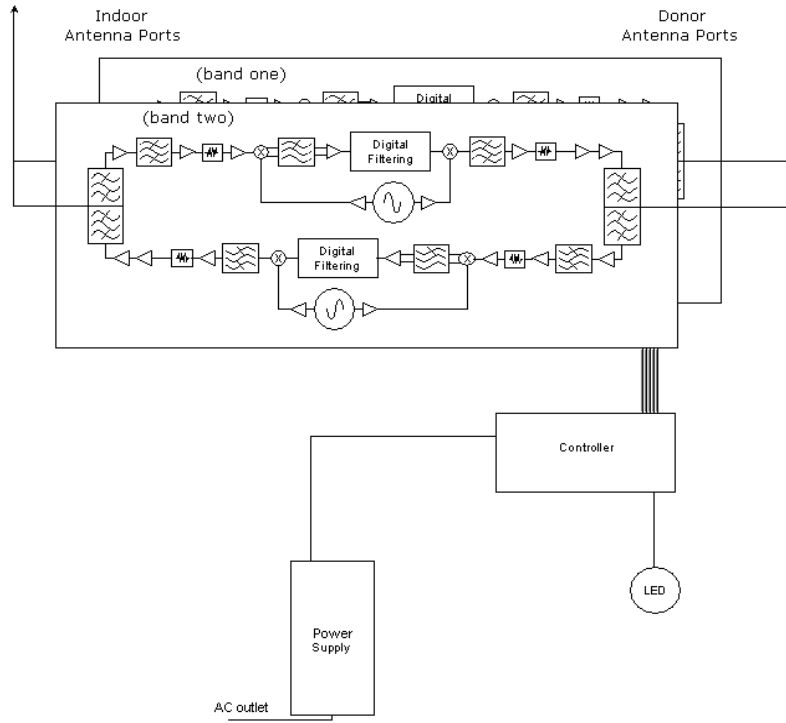 Indoor
Antenna Ports
Donor
Antenna Ports
(band one)
Digital
(band two)
Digital
Filtering
X
X
Digital
Filtering
X
X
Controller
LED
Power
Supply
AC outlet